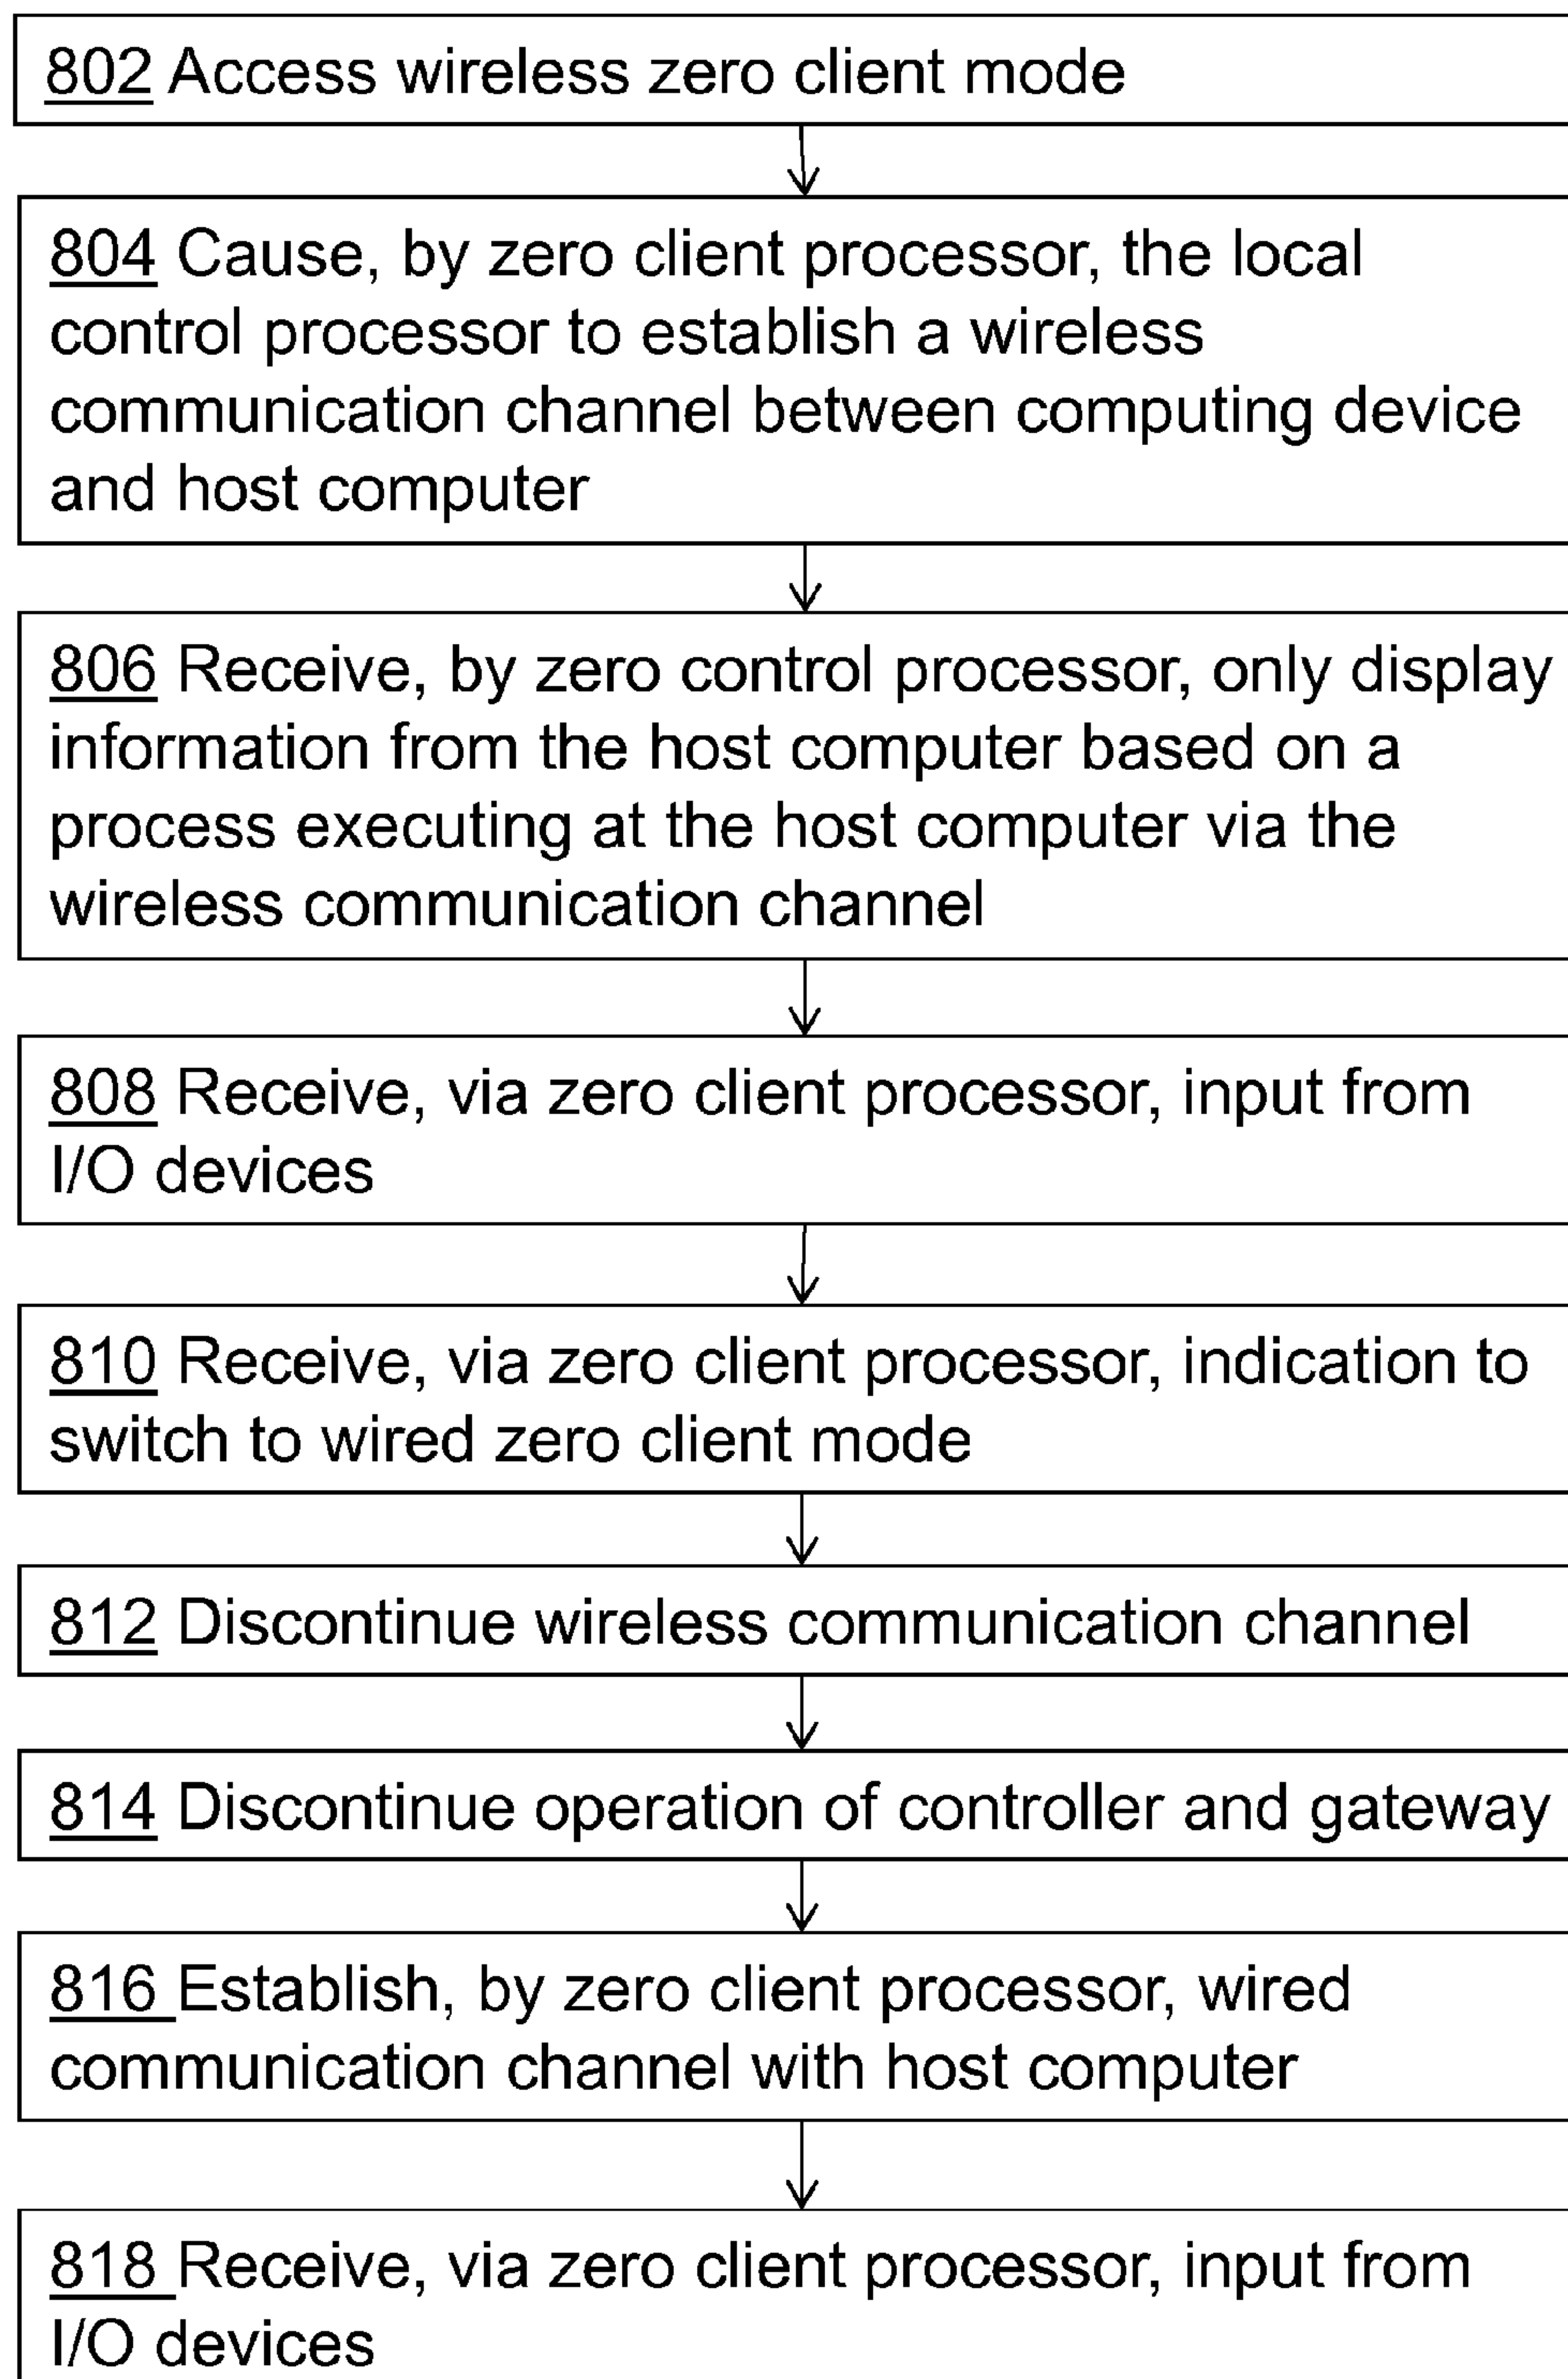 802 Access wireless zero client mode
804 Cause, by zero client processor, the local
control processor to establish a wireless
communication channel between computing device
and host computer
806 Receive, by zero control processor, only display
information from the host computer based on a
process executing at the host computer via the
wireless communication channel
808 Receive, via zero client processor, input from
I/O devices
810 Receive, via zero client processor, indication to
switch to wired zero client mode
812 Discontinue wireless communication channel
814 Discontinue operation of controller and gateway
816 Establish, by zero client processor, wired
communication channel with host computer
818 Receive, via zero client processor, input from
I/O devices